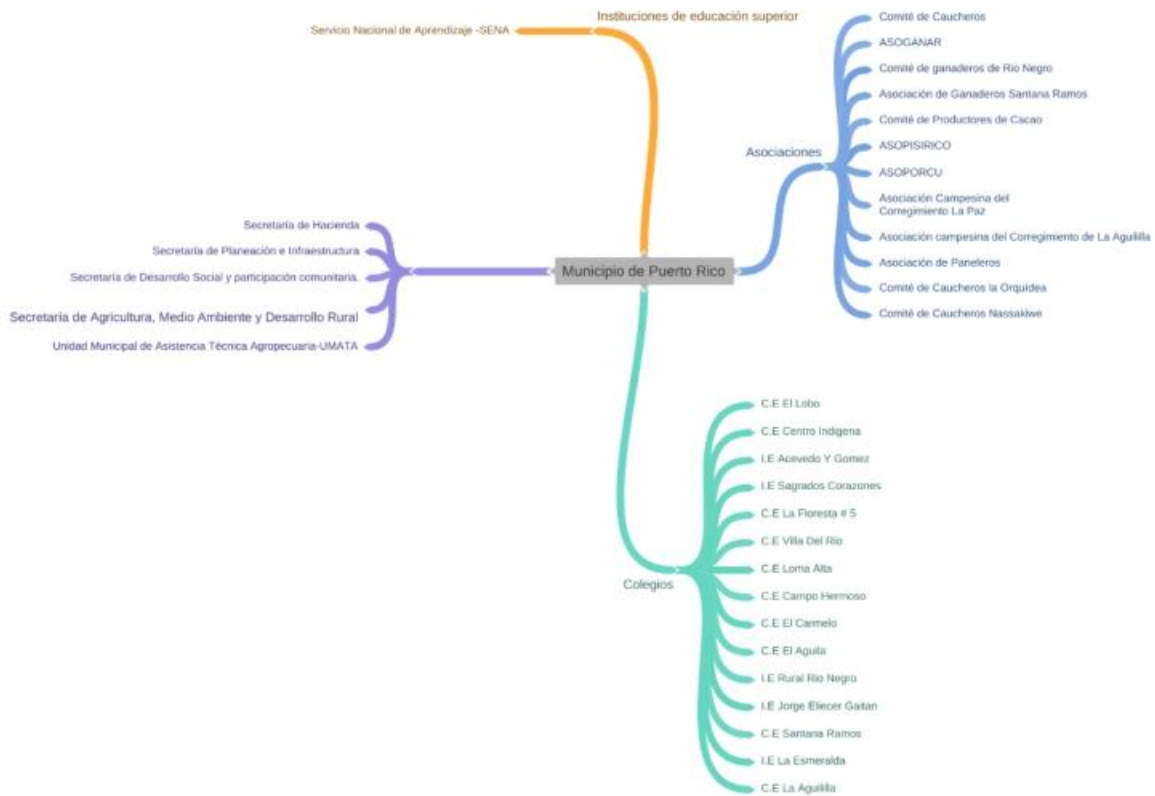 Instituciones de educación superior
Servicio Nacional de Aprendizaje -SENA
Asociaciones
Comité de Caucheros
ASOGANAR
Comité de ganaderos de Rio Negro
Asociación de Ganaderos Santana Ramos
Comité de Productores de Cacao
ASOPISIRICO
ASOPORCU
Asociación Campesina del
Corregimiento La Paz
Asociación campesina del Corregimiento de La Aguililla
Asociación de Paneleros
Comité de Caucheros la Orquídea
Comité de Caucheros Nassakiwe
Secretaría de Hacienda
Secretaría de Planeación e Infraestructura
Secretaría de Desarrollo Social y participación comunitaria.
Secretaría de Agricultura, Medio Ambiente y Desarrollo Rural
Unidad Municipal de Asistencia Técnica Agropecuaria-UMATA
Municipio de Puerto Rico
Colegios
C.E El Lobo
C.E Centro Indigena
I.E Acevedo Y Gomez
I.E Sagrados Corazones
C.E La Floresta # 5
C.E Villa Del Rio
C.E Loma Alta
C.E Campo Hermoso
C.E El Carmelo
C.E El Aguila
I.E Rural Rio Negro
I.E Jorge Eliecer Gaitan
C.E Santana Ramos
I.E La Esmeralda
C.E La Aguililla